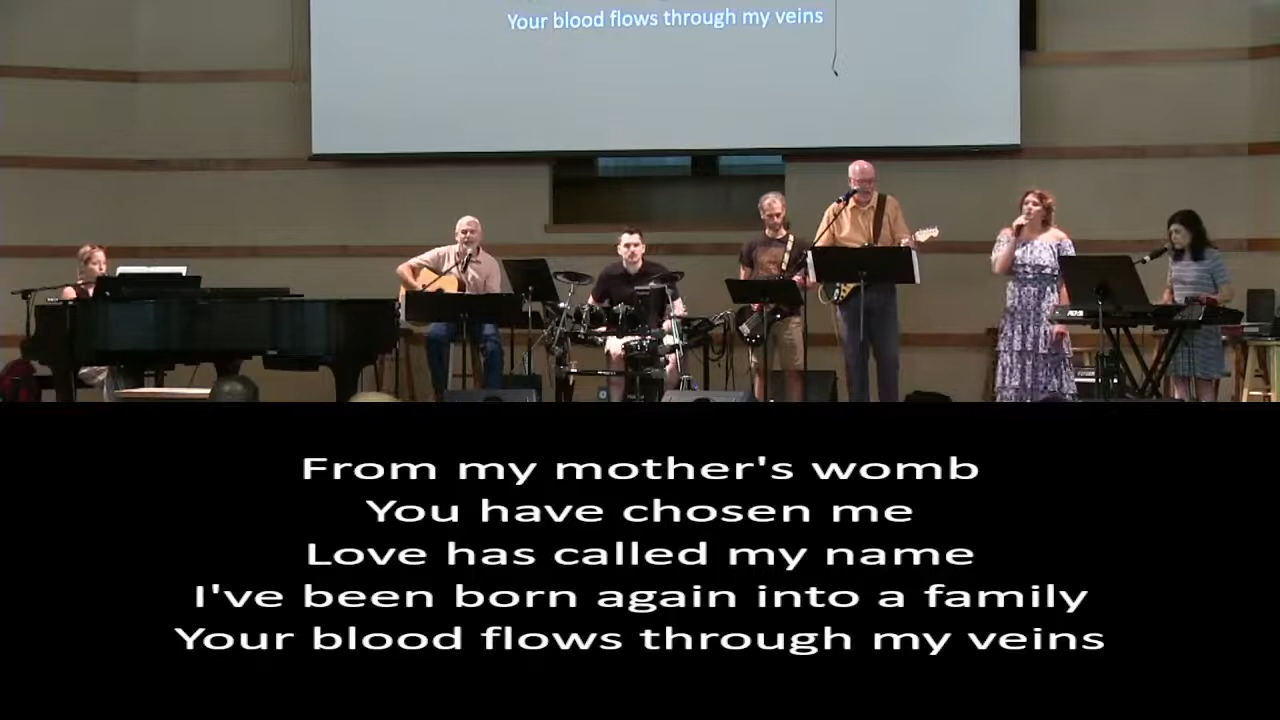 Your blood flows through my veins
From my mother's womb
You have chosen me
Love has called my name
I've been born again into a family
Your blood flows through my veins